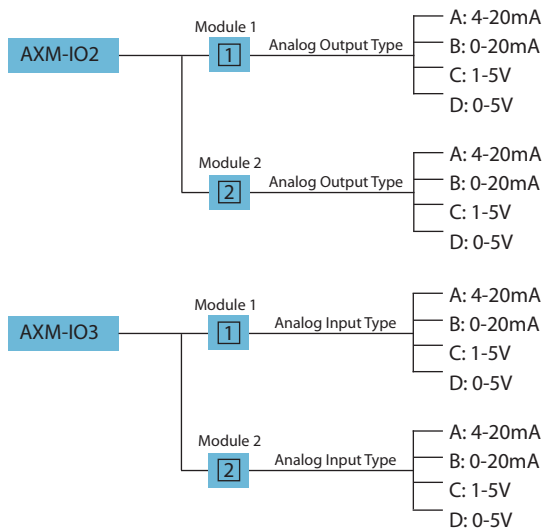 Module 1
AXM-IO2
1
Analog Output Type
A: 4-20mA
B: 0-20mA
C: 1-5V
D: 0-5V
Module 2
2
Analog Output Type
A: 4-20mA
B: 0-20mA
C: 1-5V
D: 0-5V
Module 1
AXM-IO3
1
Analog Input Type
A: 4-20mA
B: 0-20mA
C: 1-5V
D: 0-5V
Module 2
2
Analog Input Type
A: 4-20mA
B: 0-20mA
C: 1-5V
D: 0-5V